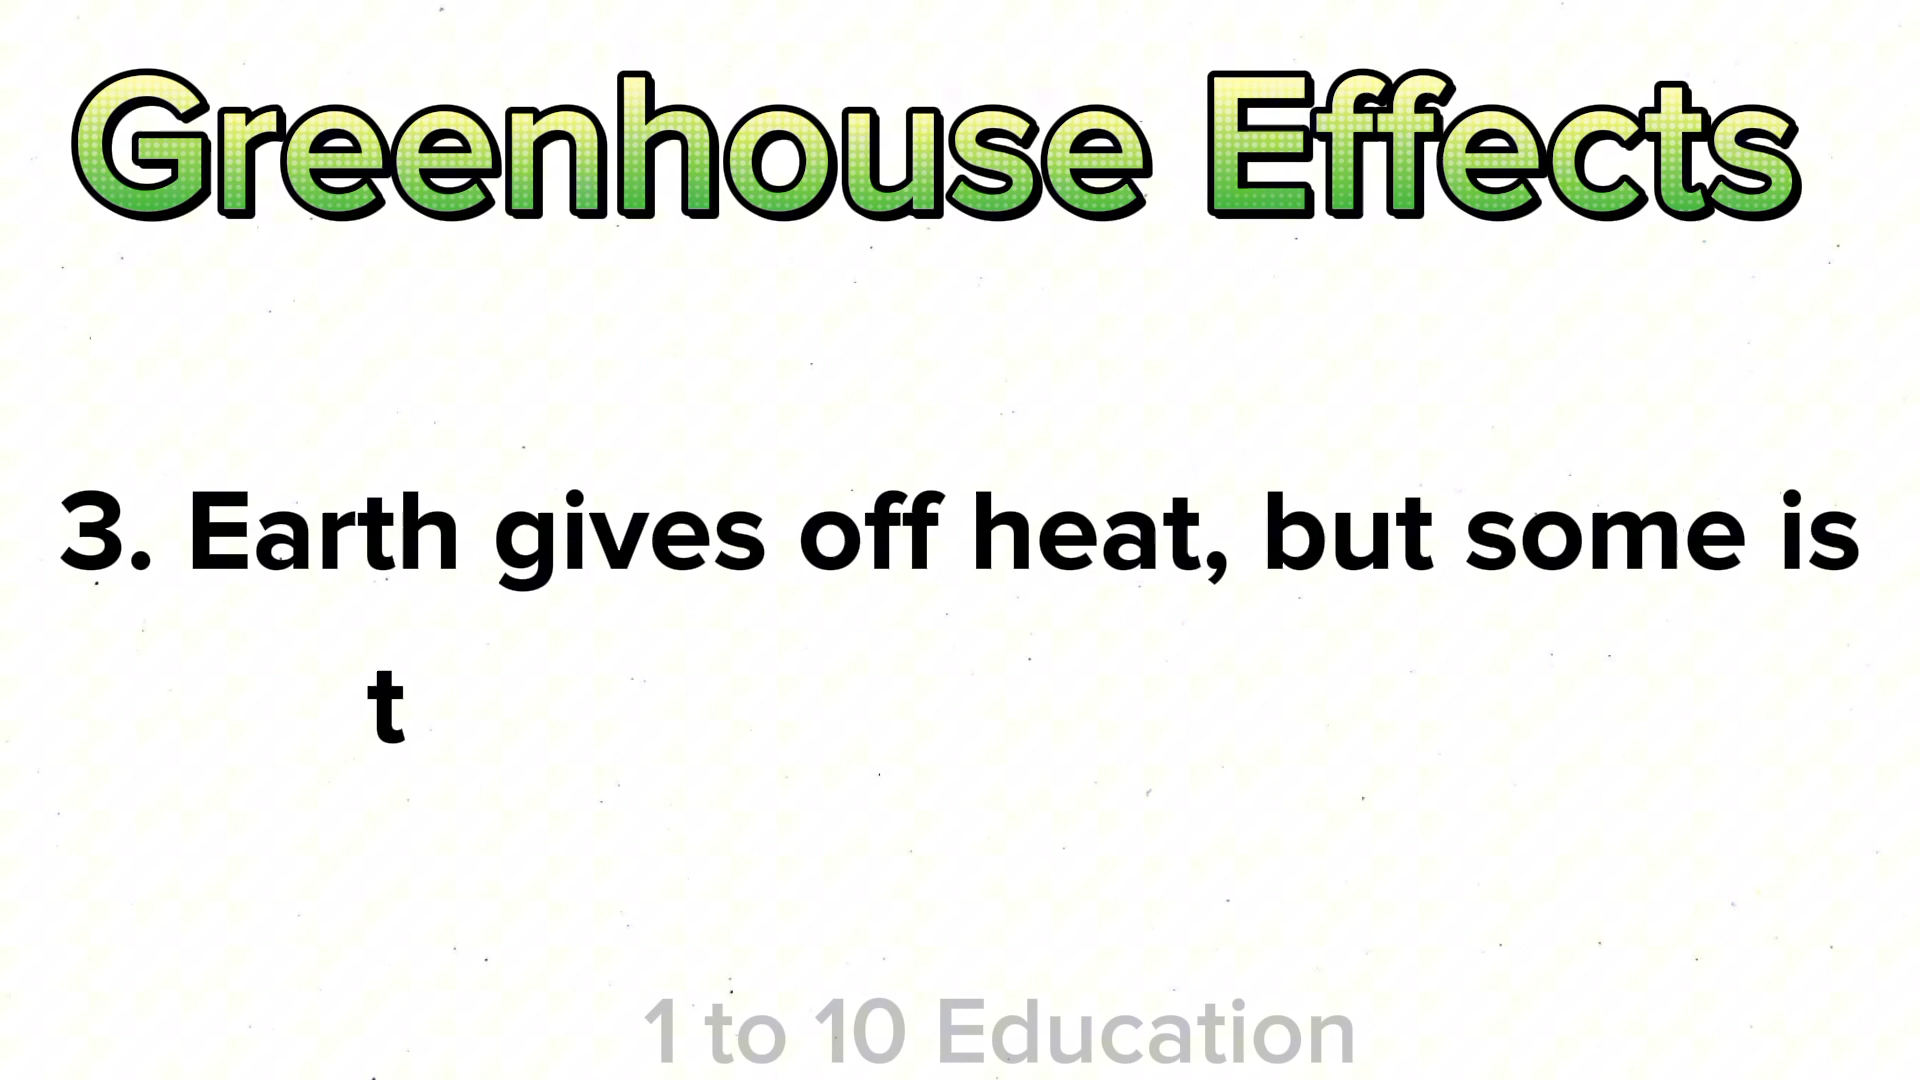 Greenhouse Effects
3. Earth gives off heat, but some is
t
1 to 10 Education